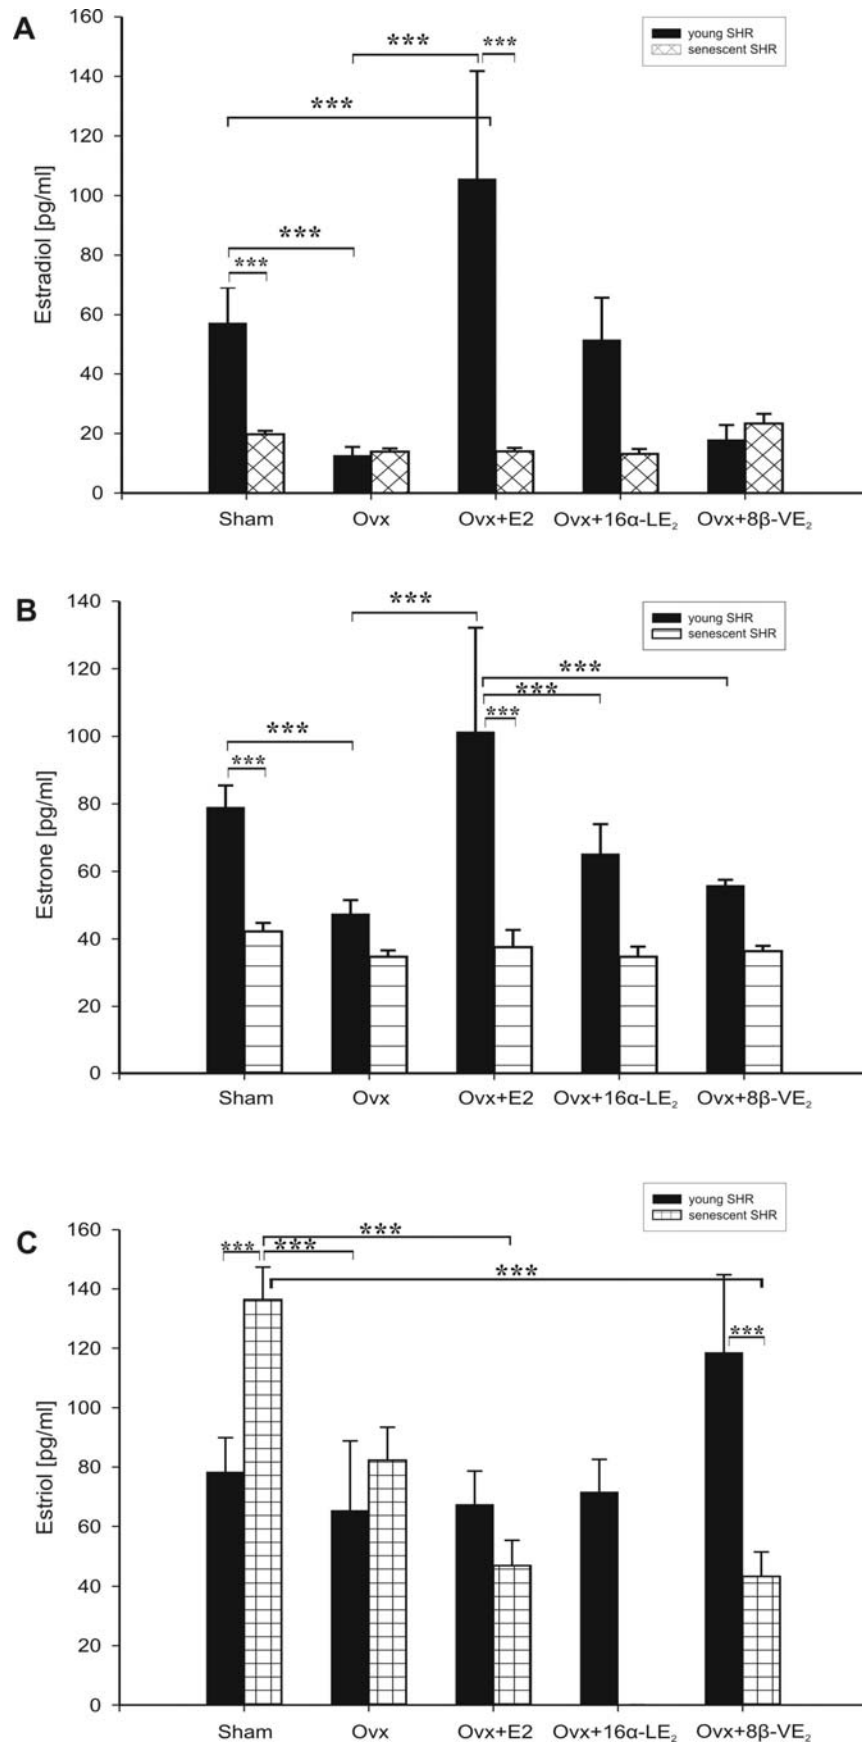 A
160
140
120
100
80
60
40
20
0
Estradiol [pg/ml]
young SHR
senescent SHR
***
***
***
***
***
Sham
Ovx
Ovx+E2
Ovx+16α-LE₂
Ovx+8β-VE₂
B
140
120
100
80
60
40
20
0
Estrone [pg/ml]
young SHR
senescent SHR
***
***
***
***
***
***
Sham
Ovx
Ovx+E2
Ovx+16α-LE₂
Ovx+8β-VE₂
C
160
140
120
100
80
60
40
20
0
Estriol [pg/ml]
young SHR
senescent SHR
***
***
***
***
***
Sham
Ovx
Ovx+E2
Ovx+16α-LE₂
Ovx+8β-VE₂